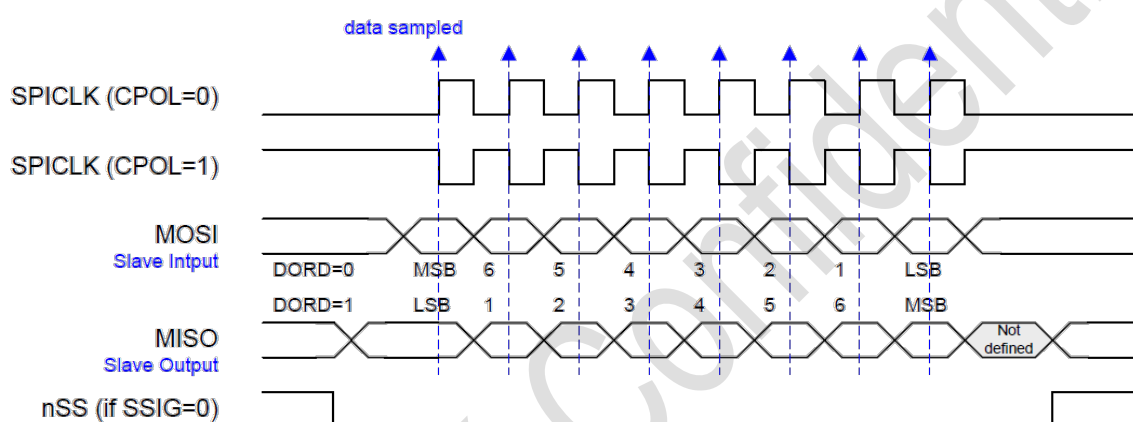 data sampled
SPICLK (CPOL=0)
SPICLK (CPOL=1)
MOSI
Slave Intput
DORD=0 MSB 6 5 4 3 2 1 LSB
DORD=1 LSB 1 2 3 4 5 6 MSB
MISO
Slave Output
Not
defined
nSS (if SSIG=0)